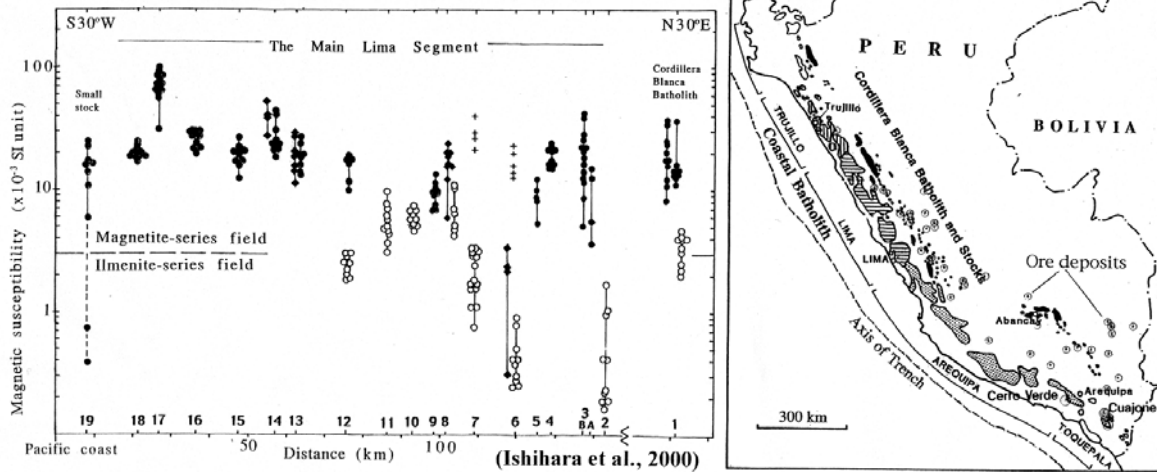 S30°W
N30°E
The Main Lima Segment
Cordillera
Blanca
Batholith
Small
stock
100
10
1
Magnetic susceptibility (x10⁻³ SI unit)
Magnetite-series field
Ilmenite-series field
19 18 17 16 15 14 13 12 11 10 9 8 7 6 5 4 3 2 1
BA
Pacific coast
50
100
Distance (km)
(Ishihara et al., 2000)
PERU
BOLIVIA
Trujillo
TRUJILLO
Cordillera Blanca Batholith and Stocks
Coastal Batholith
LIMA
LIMA
Ore deposits
Abancay
Axis of Trench
AREQUIPA
Arequipa
Cerro Verde
Cuajone
TOQUEPALA
300 km